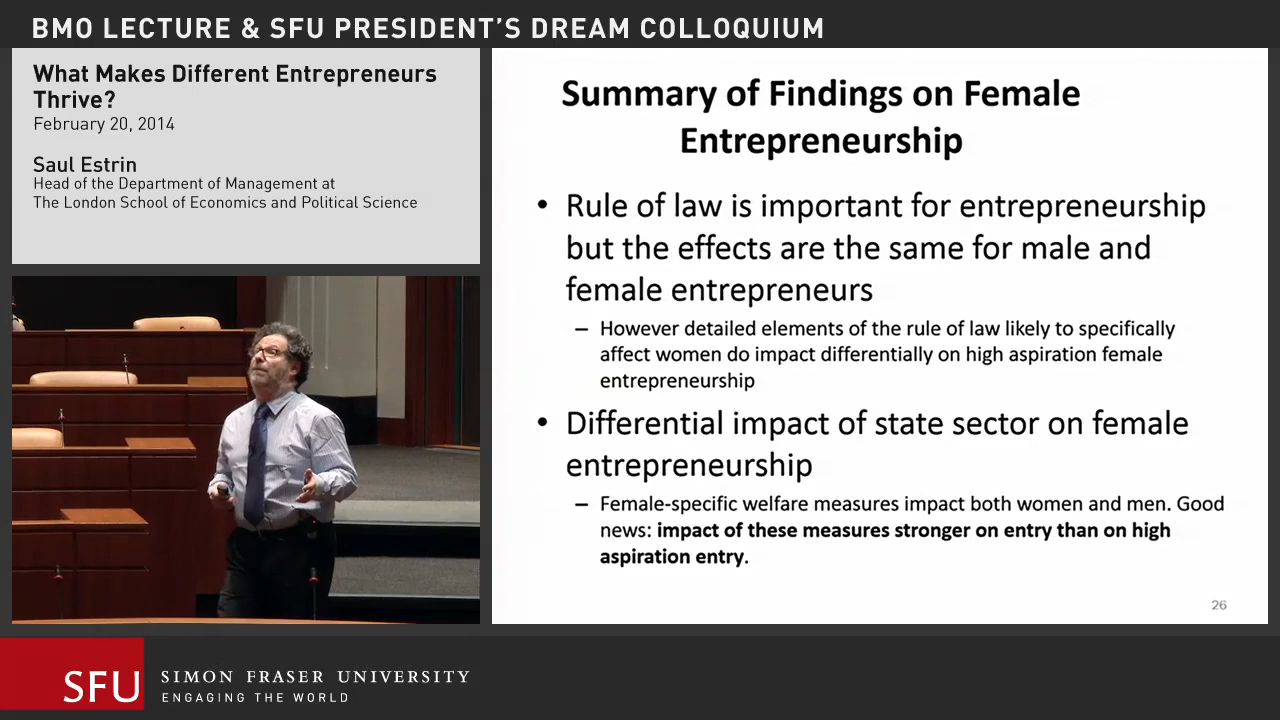 BMO LECTURE & SFU PRESIDENT'S DREAM COLLOQUIUM
What Makes Different Entrepreneurs
Thrive?
February 20, 2014
Saul Estrin
Head of the Department of Management at
The London School of Economics and Political Science
Summary of Findings on Female
Entrepreneurship
• Rule of law is important for entrepreneurship
but the effects are the same for male and
female entrepreneurs
– However detailed elements of the rule of law likely to specifically
affect women do impact differentially on high aspiration female
entrepreneurship
• Differential impact of state sector on female
entrepreneurship
– Female-specific welfare measures impact both women and men. Good
news: impact of these measures stronger on entry than on high
aspiration entry.
26
SFU
SIMON FRASER UNIVERSITY
ENGAGING THE WORLD